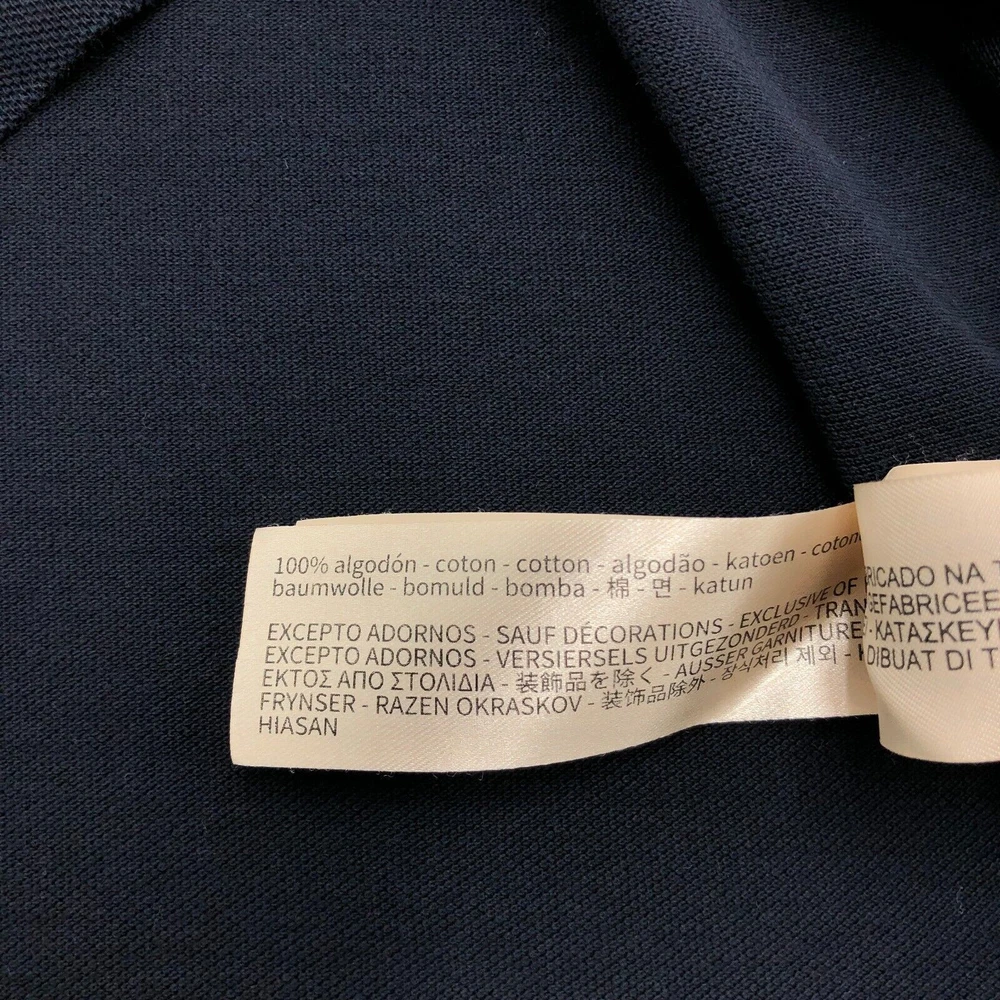 100% algodón - coton - cotton - algodão - katoen - coton
baumwolle - bomuld - bomba - 棉 - 면 - katun
EXCEPTO ADORNOS - SAUF DÉCORATIONS - EXCLUSIVE OF
EXCEPTO ADORNOS - VERSIERSELS UITGEZONDERD - TRAN
ΕΚΤΟΣ ΑΠΟ ΣΤΟΛΙΔΙΑ - 装飾品を除く - AUSSER GARNITURE
FRYNSER - RAZEN OKRASKOV - 装饰品除外 - 장식처리 제외 -
HIASAN
RICADO NA
GEFABRICEE
- ΚΑΤΑΣΚΕΥ
DIBUAT DI T